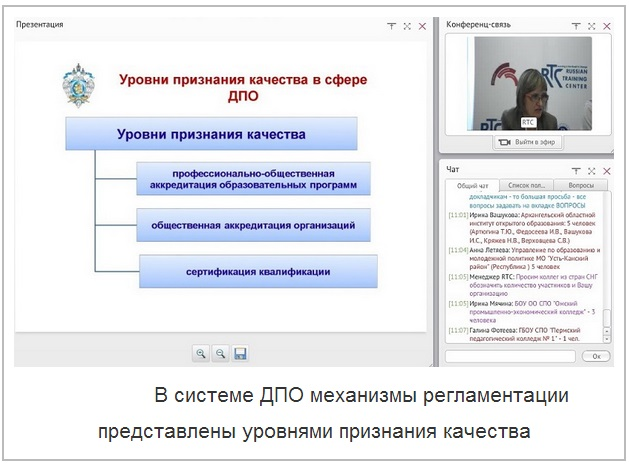 Презентация
Уровни признания качества в сфере
ДПО
Уровни признания качества
профессионально-общественная
аккредитация образовательных программ
общественная аккредитация организаций
сертификация квалификации
Конференц-связь
RTC RUSSIAN
TRAINING
CENTER
RTC
Выйти в эфир
Чат
Общий чат Список пол... Вопросы
докладчикам - то большая просьба - все
вопросы задавать на вкладке ВОПРОСЫ
[11:01] Ирина Вашукова: Архангельский областной
институт открытого образования: 5 человек
(Артюгина Т.Ю., Федосеева И.В., Вашукова
И.С., Кряжев Н.В., Верховцева С.В.)
[11:04] Анна Летяева: Управление по образованию и
молодежной политике МО "Усть-Канский
район" (Республика ) 5 человек
[11:05] Менеджер RTC: Просим коллег из стран СНГ
обозначить количество участников и Вашу
организацию
[11:05] Ирина Мячина: БОУ ОО СПО "Омский
промышленно-экономический колледж" - 3
человека
[11:07] Галина Фотеева: ГБОУ СПО "Пермский
педагогический колледж № 1" - 1 чел.
Ок
В системе ДПО механизмы регламентации
представлены уровнями признания качества